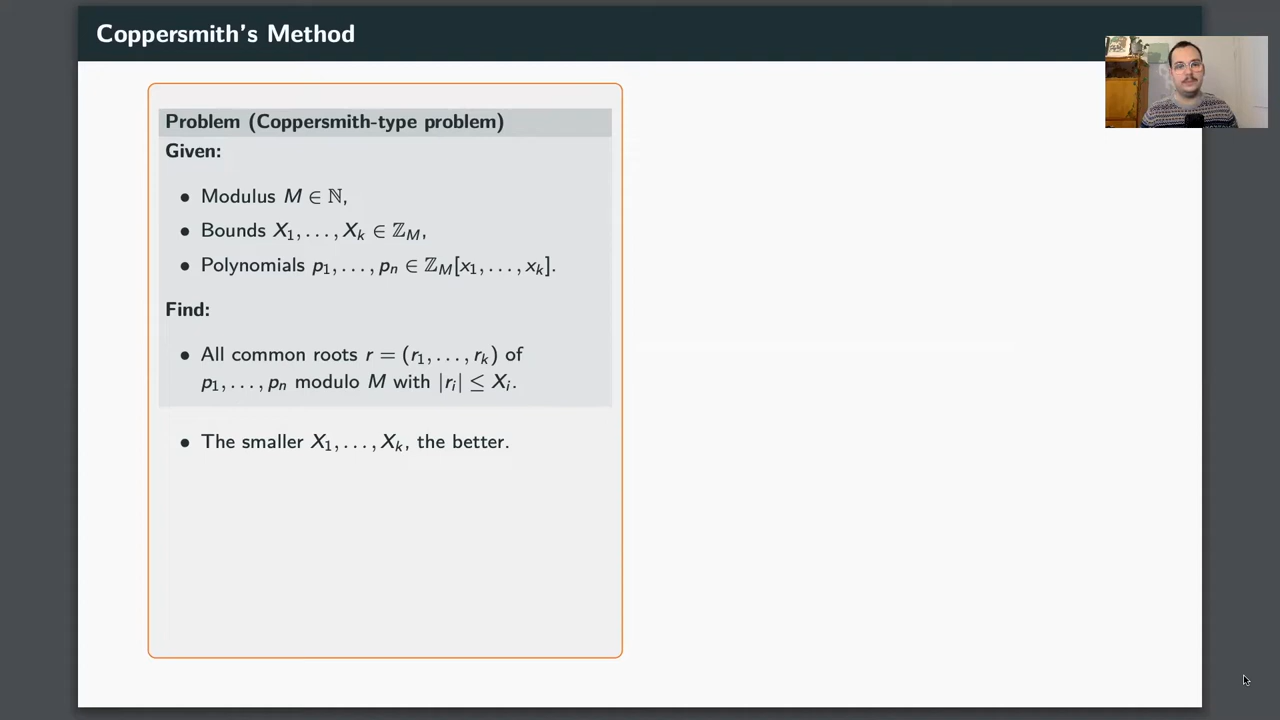 Coppersmith's Method
Problem (Coppersmith-type problem)
Given:
• Modulus M ∈ ℕ,
• Bounds X₁, . . . , Xₖ ∈ ℤ_M,
• Polynomials p₁, . . . , pₙ ∈ ℤ_M[x₁, . . . , xₖ].
Find:
• All common roots r = (r₁, . . . , rₖ) of
p₁, . . . , pₙ modulo M with |rᵢ| ≤ Xᵢ.
• The smaller X₁, . . . , Xₖ, the better.